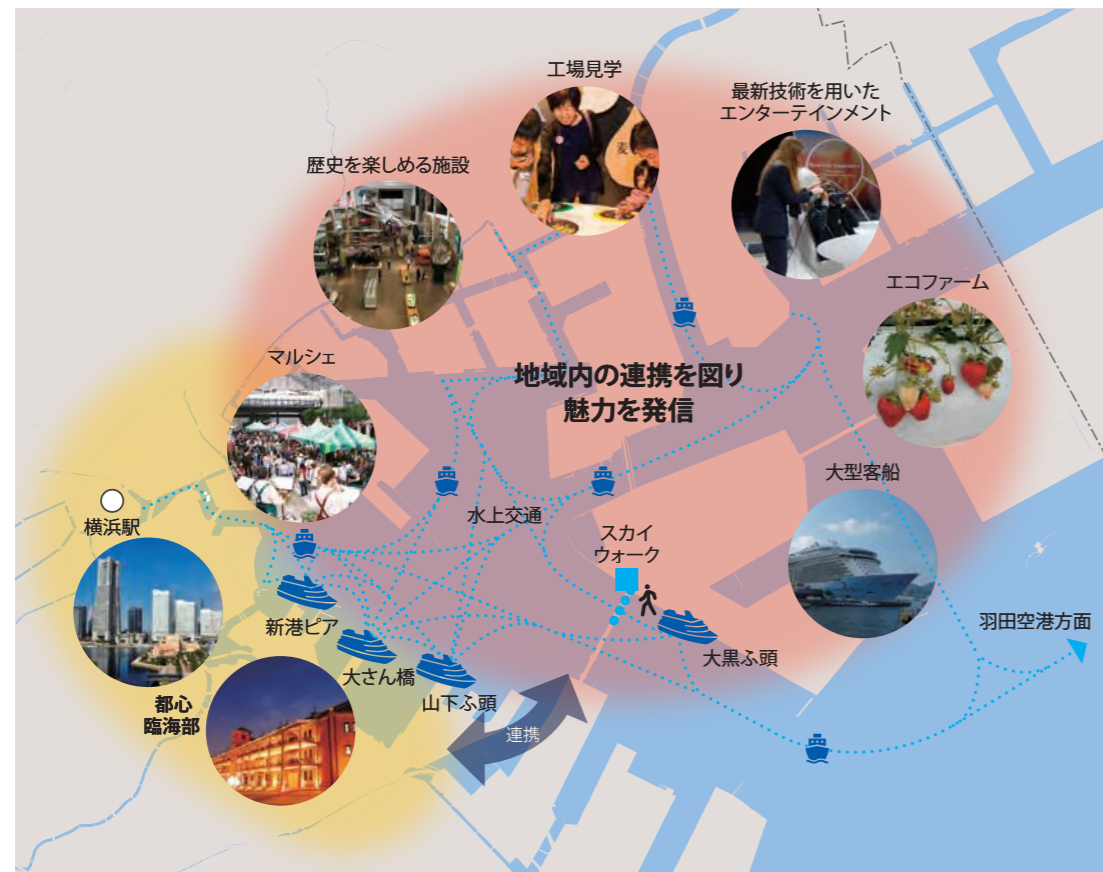 工場見学
最新技術を用いた
エンターテインメント
歴史を楽しめる施設
エコファーム
マルシェ
地域内の連携を図り
魅力を発信
大型客船
水上交通
スカイ
ウォーク
横浜駅
新港ピア
大さん橋
山下ふ頭
大黒ふ頭
羽田空港方面
都心
臨海部
連携
麦